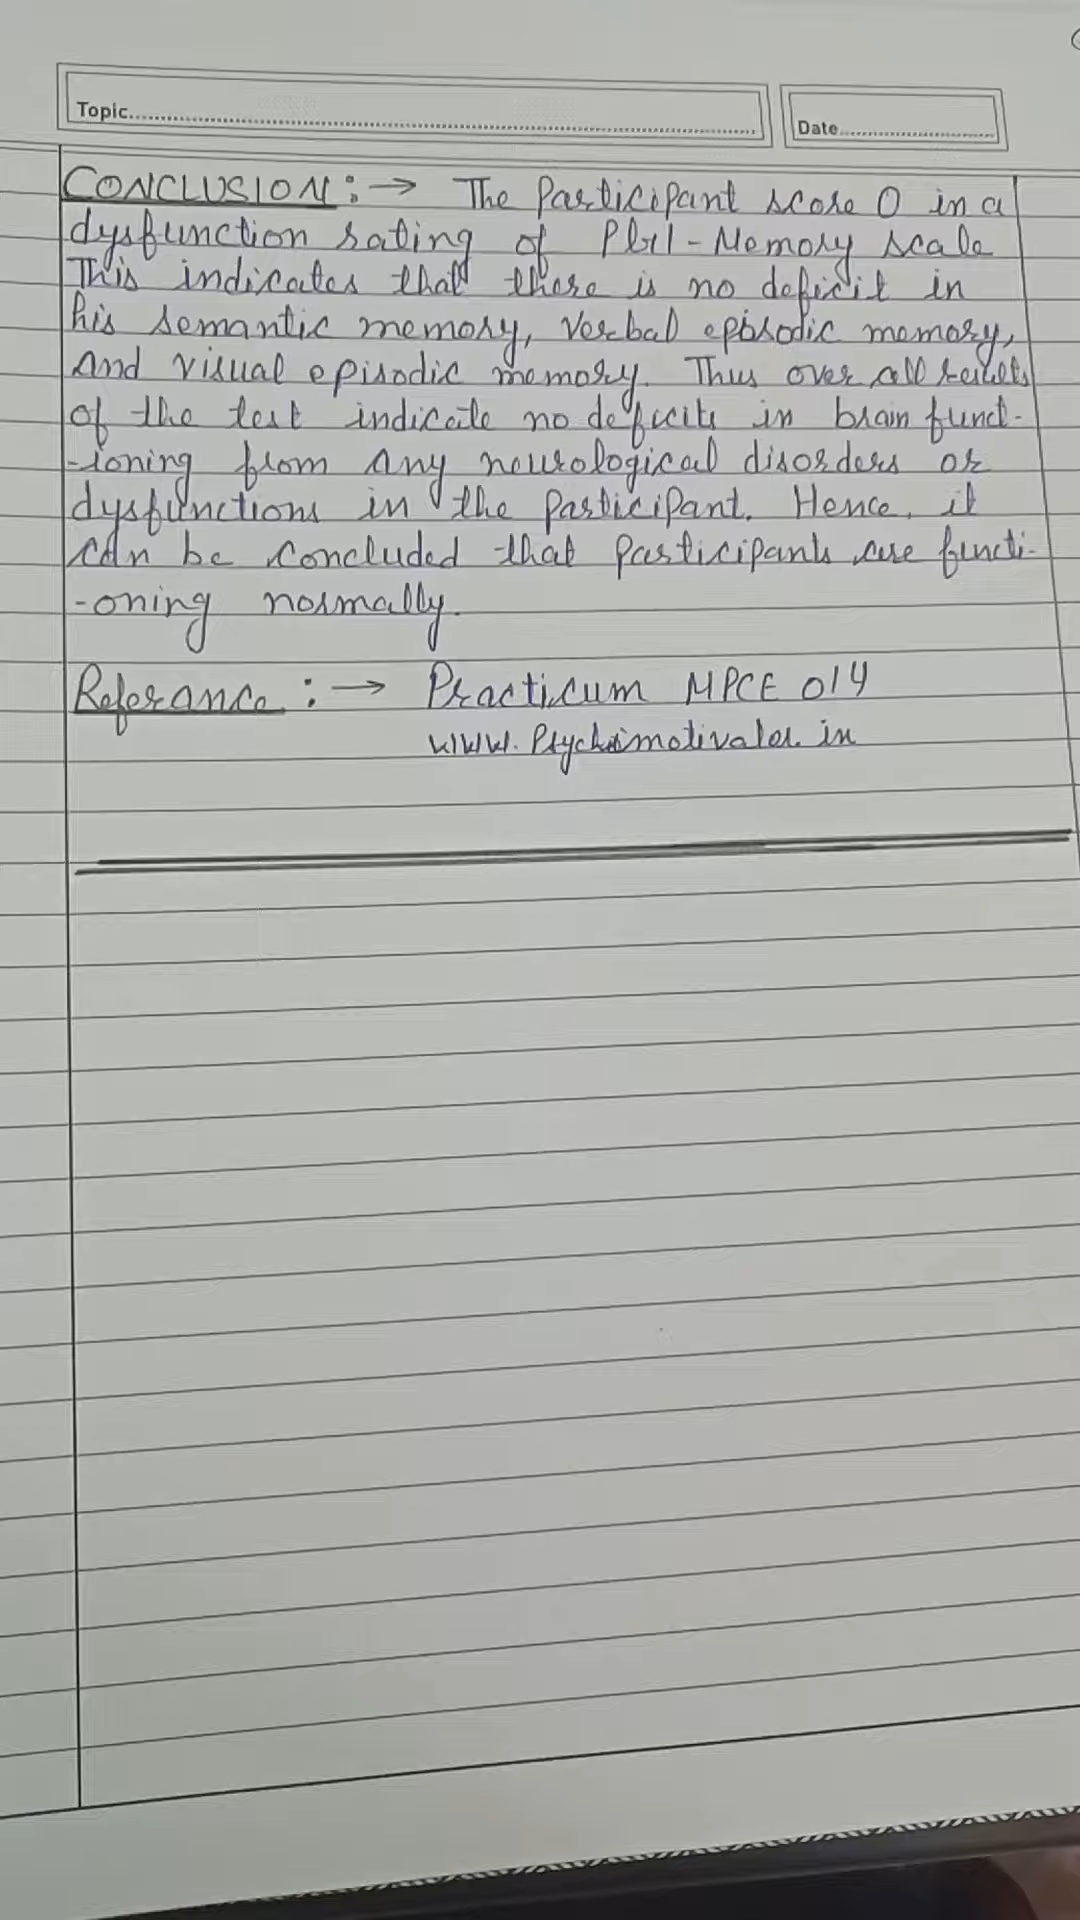 Topic
Date
CONCLUSION :→ The Participant score 0 in a
dysfunction rating of PGI-Memory scale
This indicates that there is no deficit in
his semantic memory, Verbal episodic memory,
and visual episodic memory. Thus over all results
of the test indicate no deficits in brain funct-
-ioning from any neurological disorders or
dysfunctions in the participant. Hence, it
can be concluded that participants are functi-
-oning normally.
Referance :→ Practicum MPCE 014
www. Psychimotivator. in